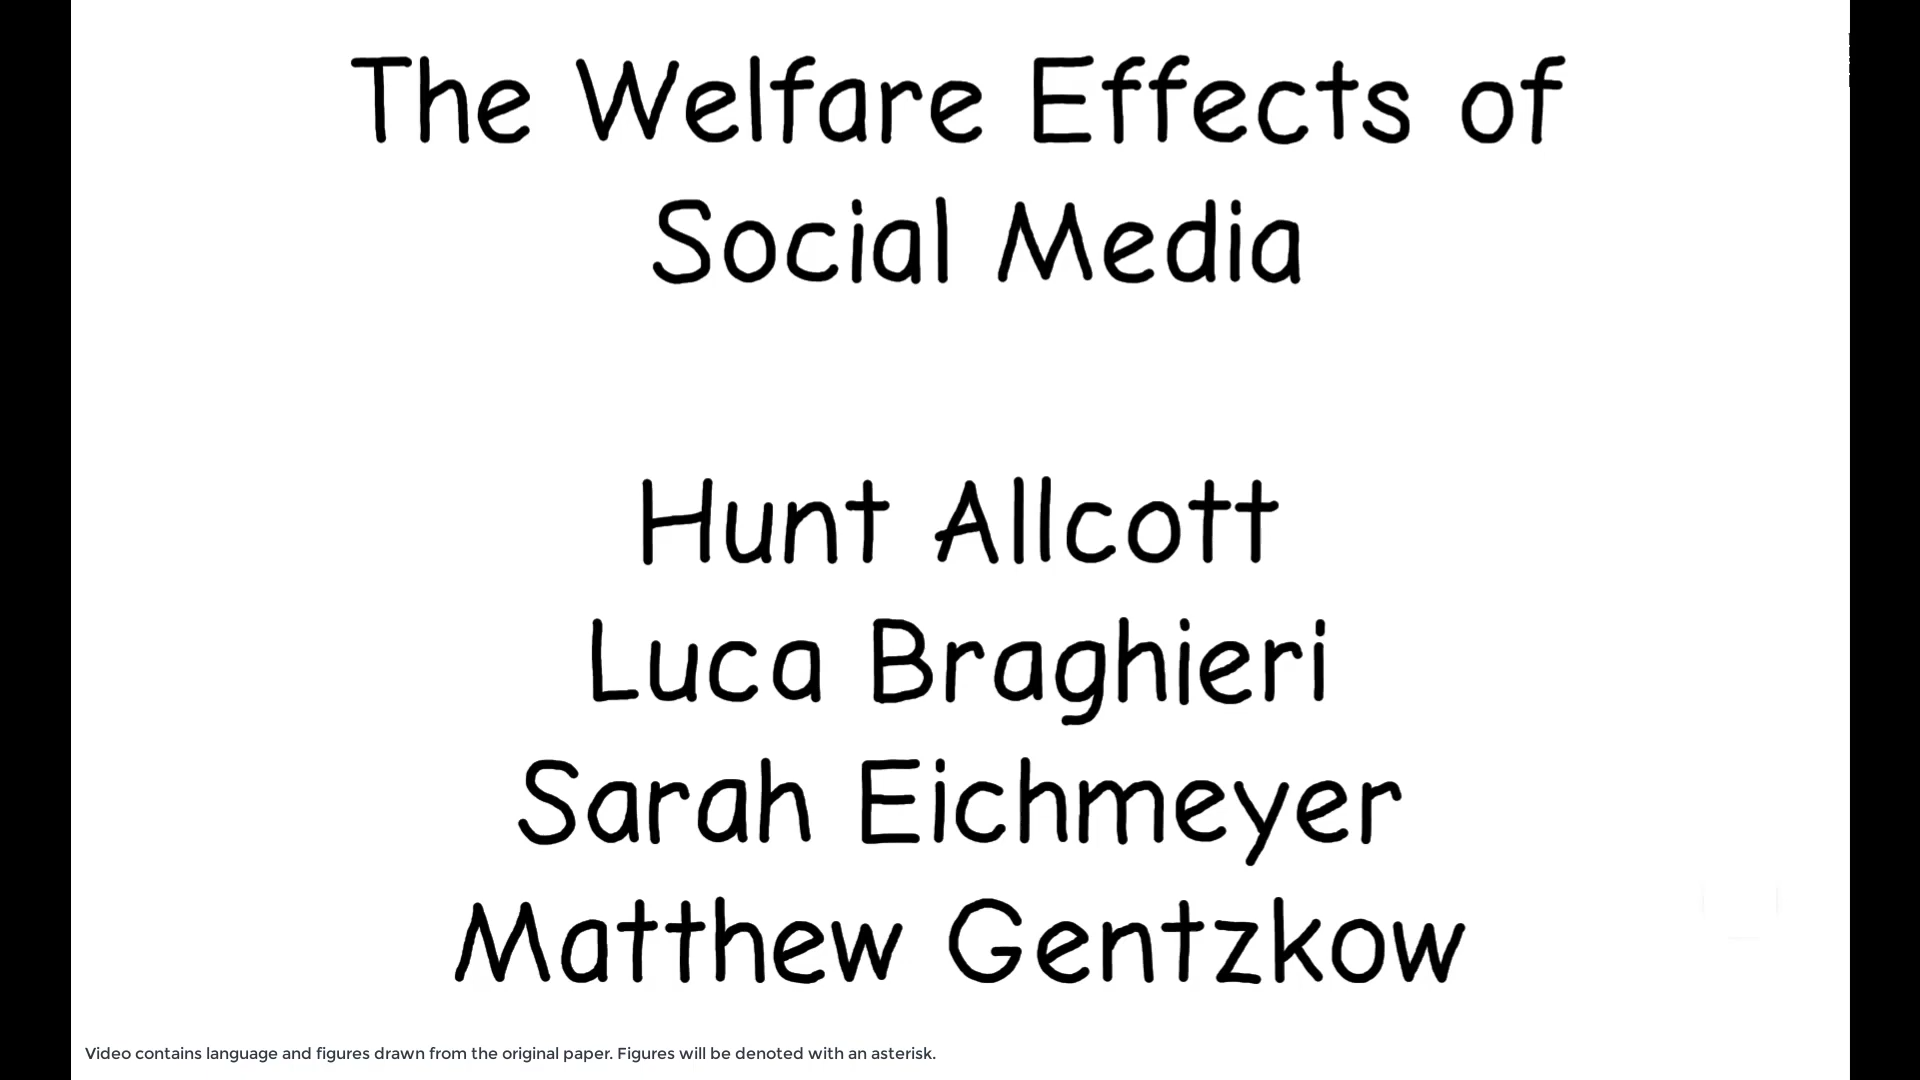 The Welfare Effects of
Social Media
Hunt Allcott
Luca Braghieri
Sarah Eichmeyer
Matthew Gentzkow
Video contains language and figures drawn from the original paper. Figures will be denoted with an asterisk.